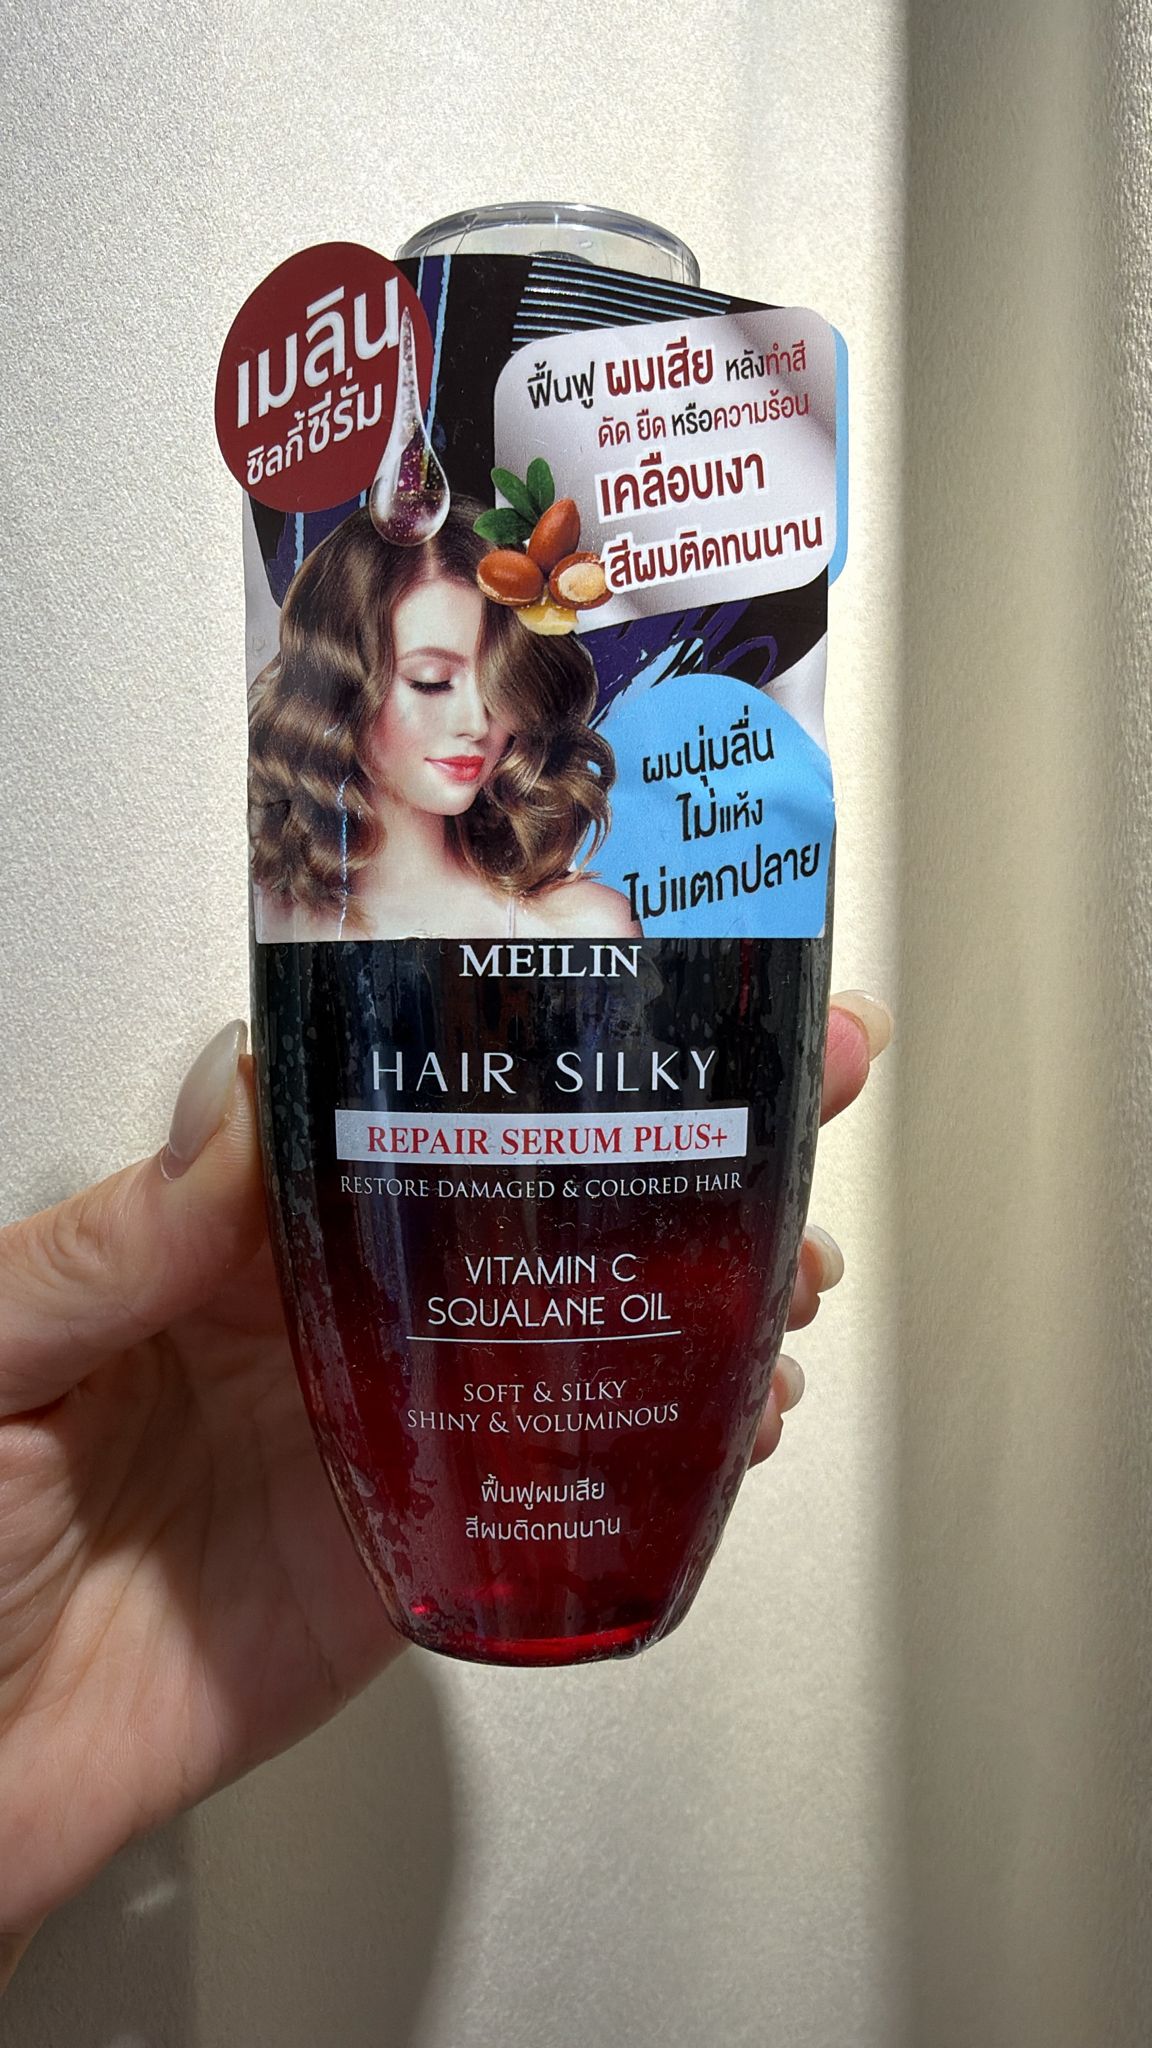 เมลิน
ซิลกี้ซีรั่ม
ฟื้นฟู ผมเสีย หลังทำสี
ดัด ยืด หรือความร้อน
เคลือบเงา
สีผมติดทนนาน
ผมนุ่มลื่น
ไม่แห้ง
ไม่แตกปลาย
MEILIN
HAIR SILKY
REPAIR SERUM PLUS+
RESTORE DAMAGED & COLORED HAIR
VITAMIN C
SQUALANE OIL
SOFT & SILKY
SHINY & VOLUMINOUS
ฟื้นฟูผมเสีย
สีผมติดทนนาน